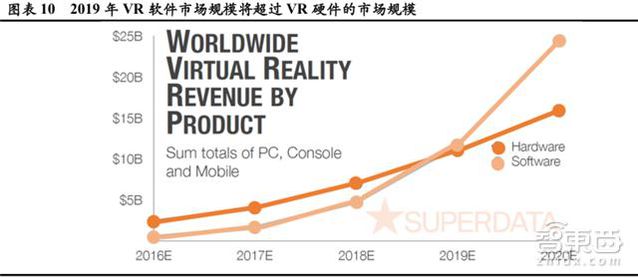 图表 10 2019 年 VR 软件市场规模将超过 VR 硬件的市场规模
WORLDWIDE
VIRTUAL REALITY
REVENUE BY
PRODUCT
Sum totals of PC, Console
and Mobile
$25B
$20B
$15B
$10B
$5B
Hardware
Software
SUPERDATA
2016E
2017E
2018E
2019E
2020E
智東西
zhidx.com